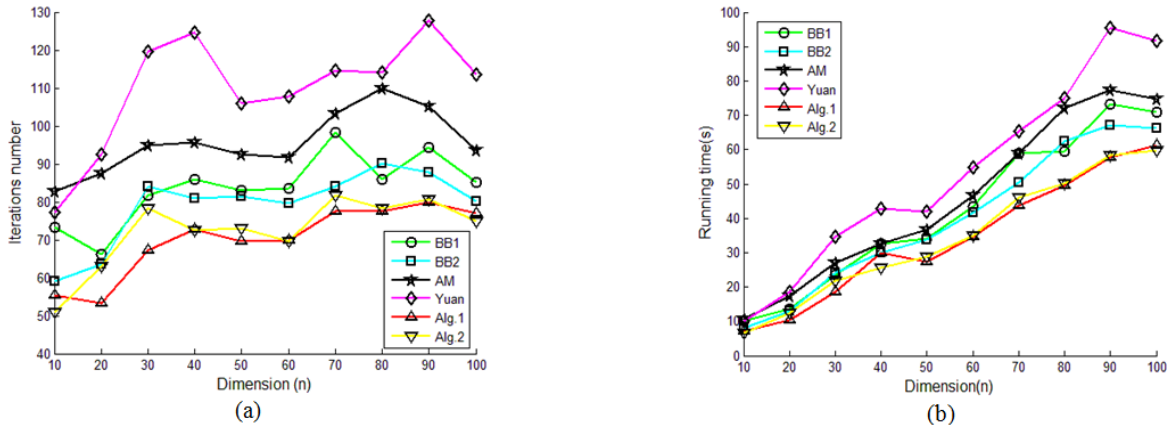 130
120
110
100
90
80
70
60
50
40
Iterions number
10 20 30 40 50 60 70 80 90 100
Dimension (n)
BB1
BB2
AM
Yuan
Alg.1
Alg.2
(a)
100
90
80
70
60
50
40
30
20
10
0
Running time(s)
10 20 30 40 50 60 70 80 90 100
Dimension(n)
BB1
BB2
AM
Yuan
Alg.1
Alg.2
(b)